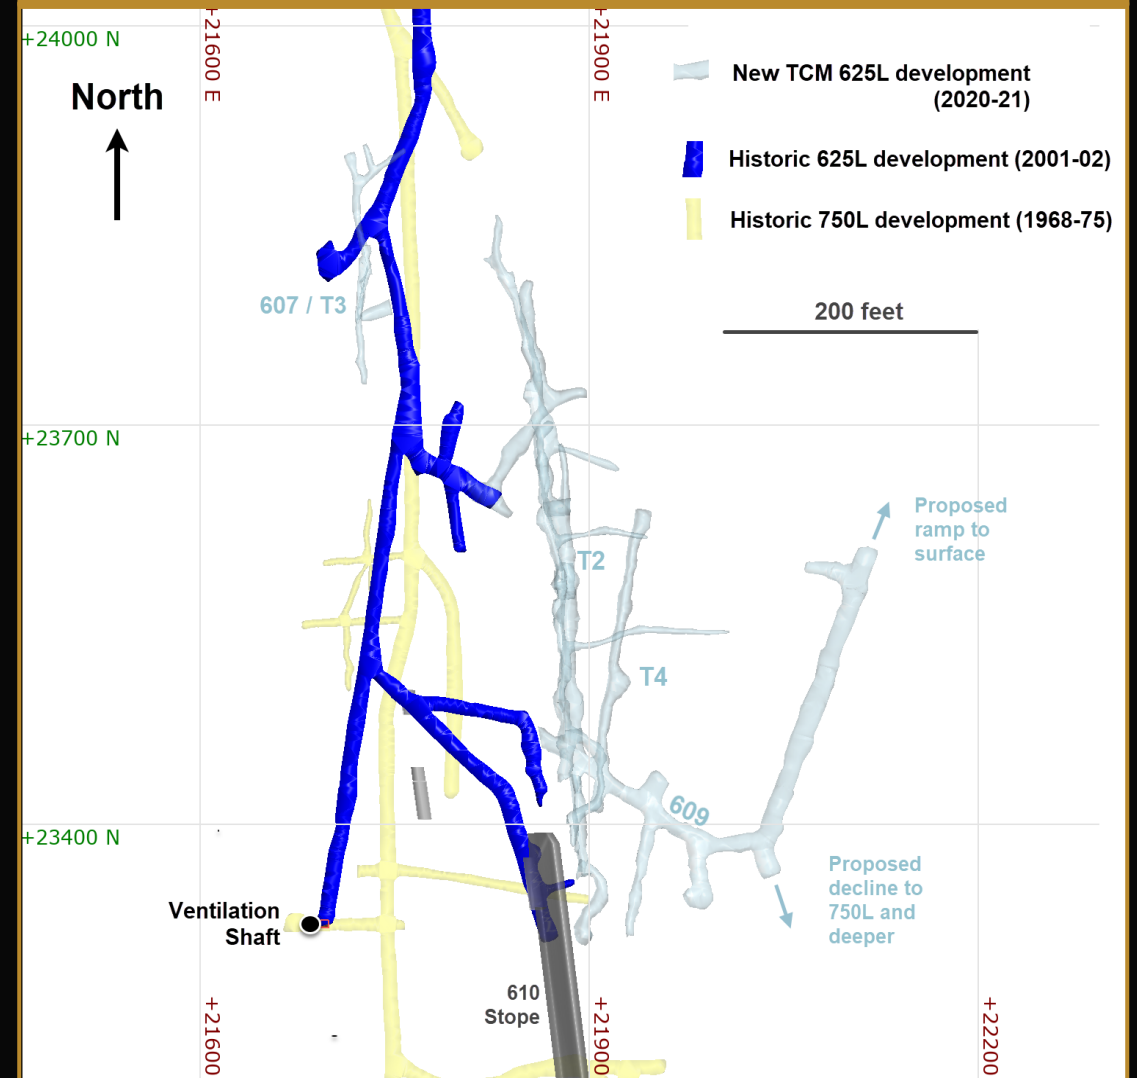 +24000 N
+21600 E
+21900 E
North
New TCM 625L development
(2020-21)
Historic 625L development (2001-02)
Historic 750L development (1968-75)
607 / T3
200 feet
+23700 N
Proposed
ramp to
surface
T2
T4
609
+23400 N
Proposed
decline to
750L and
deeper
Ventilation
Shaft
610
Stope
+21600
+21900
+22200